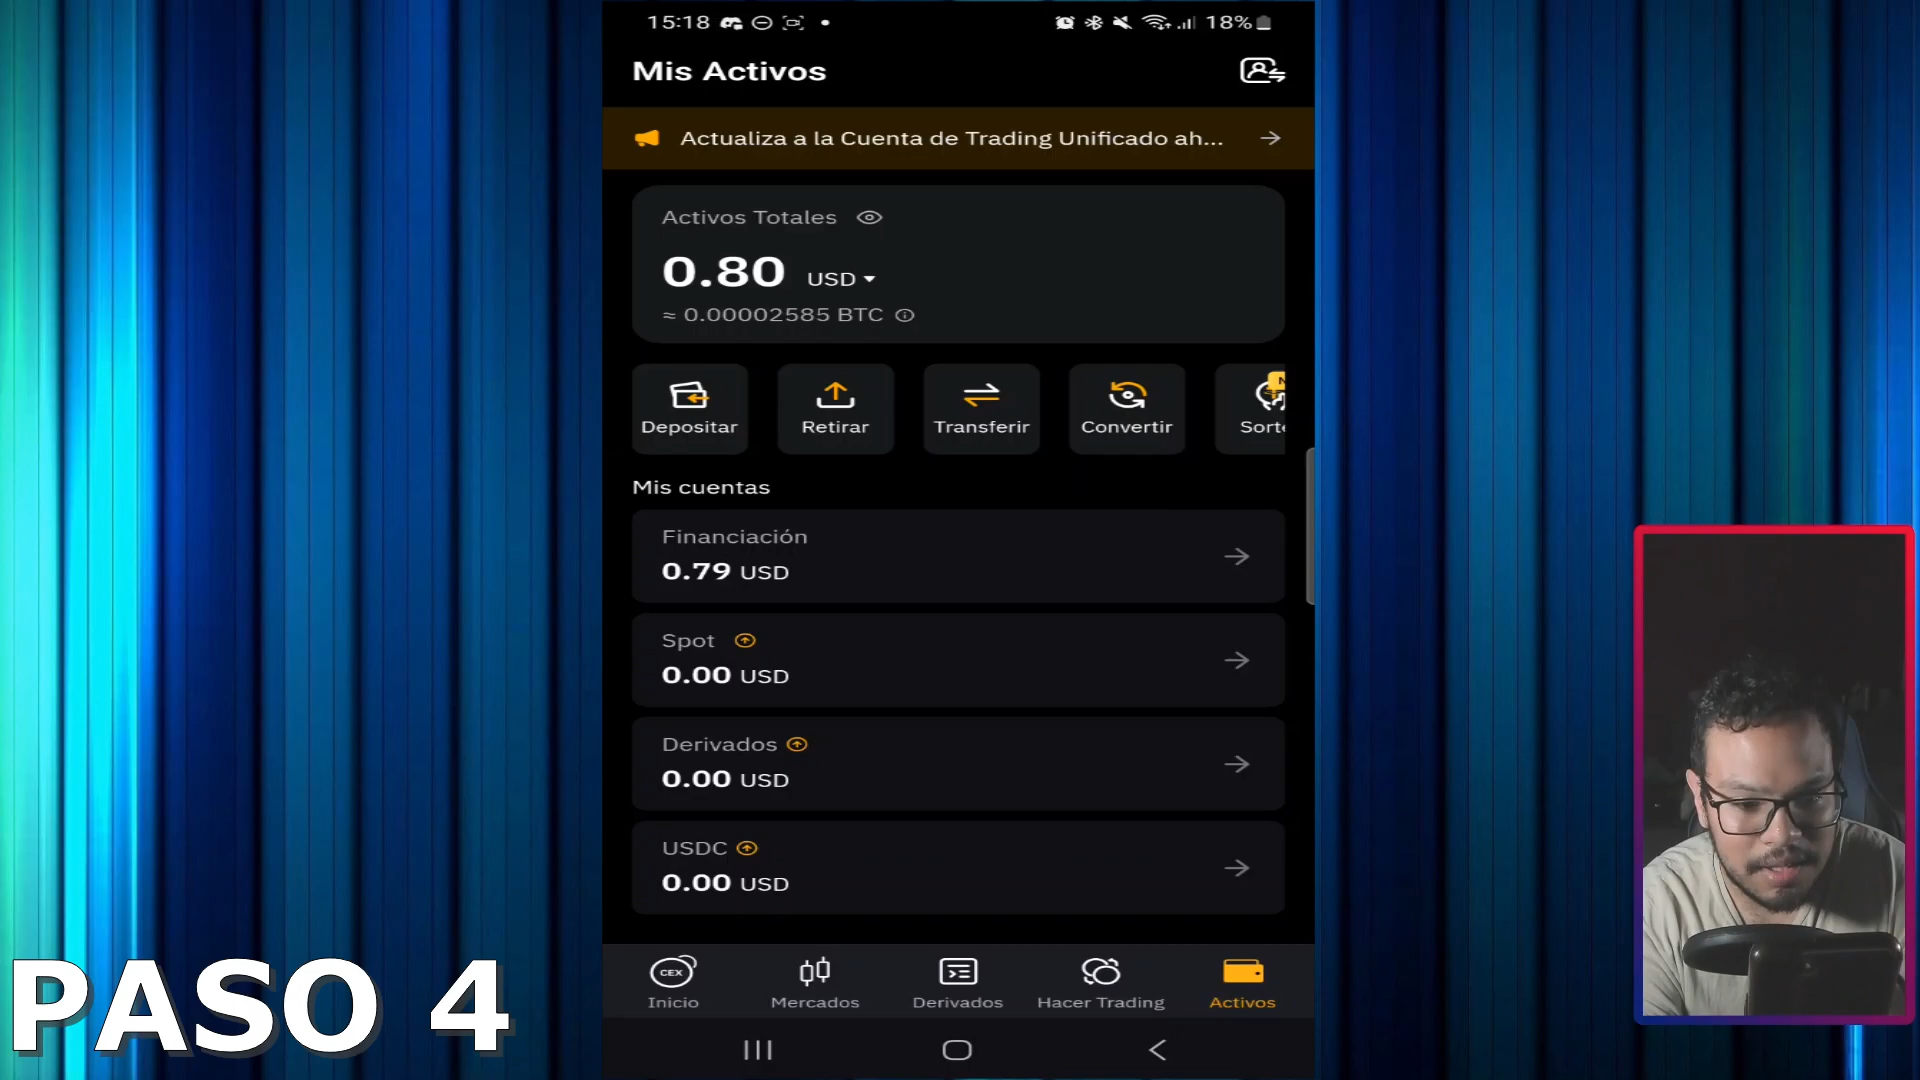 15:18
18%
Mis Activos
Actualiza a la Cuenta de Trading Unificado ah...
Activos Totales
0.80 USD
≈ 0.00002585 BTC
Depositar
Retirar
Transferir
Convertir
N
Sorte
Mis cuentas
Financiación
0.79 USD
Spot
0.00 USD
Derivados
0.00 USD
USDC
0.00 USD
CEX
Inicio
Mercados
Derivados
Hacer Trading
Activos
PASO 4